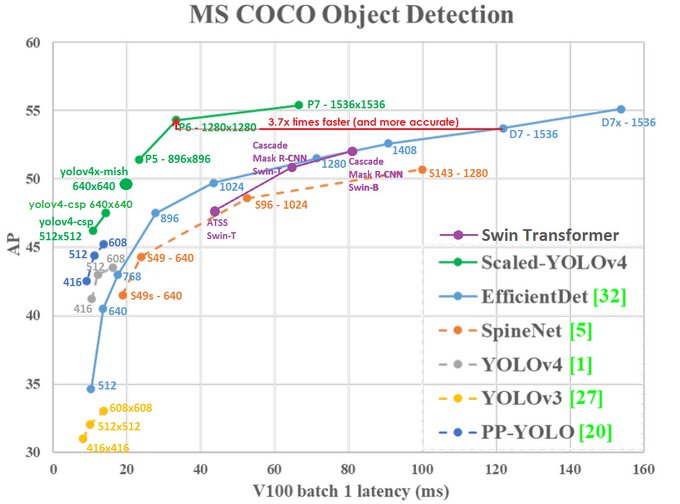 MS COCO Object Detection
60
55
50
45
40
35
30
AP
0
20
40
60
80
100
120
140
160
V100 batch 1 latency (ms)
P7 - 1536x1536
P6 - 1280x1280
3.7x times faster (and more accurate)
D7 - 1536
D7x - 1536
P5 - 896x896
Cascade
Mask R-CNN
Swin-T
1280
1408
Cascade
Mask R-CNN
Swin-B
S143 - 1280
yolov4x-mish
640x640
1024
yolov4-csp 640x640
yolov4-csp
512x512
896
S96 - 1024
ATSS
Swin-T
608
512
416
608
512
416
768
S49 - 640
S49s - 640
640
512
608x608
512x512
416x416
Swin Transformer
Scaled-YOLOv4
EfficientDet [32]
SpineNet [5]
YOLOv4 [1]
YOLOv3 [27]
PP-YOLO [20]